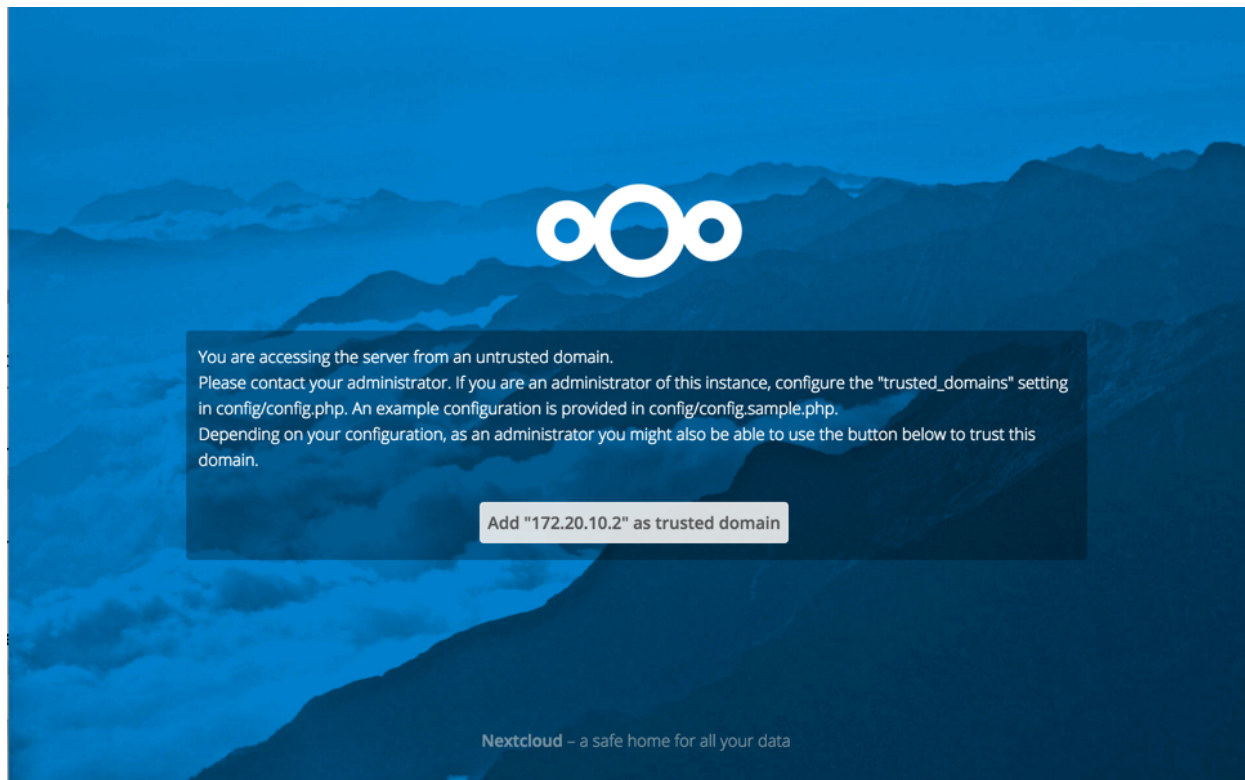 You are accessing the server from an untrusted domain.
Please contact your administrator. If you are an administrator of this instance, configure the "trusted_domains" setting
in config/config.php. An example configuration is provided in config/config.sample.php.
Depending on your configuration, as an administrator you might also be able to use the button below to trust this
domain.
Add "172.20.10.2" as trusted domain
Nextcloud – a safe home for all your data